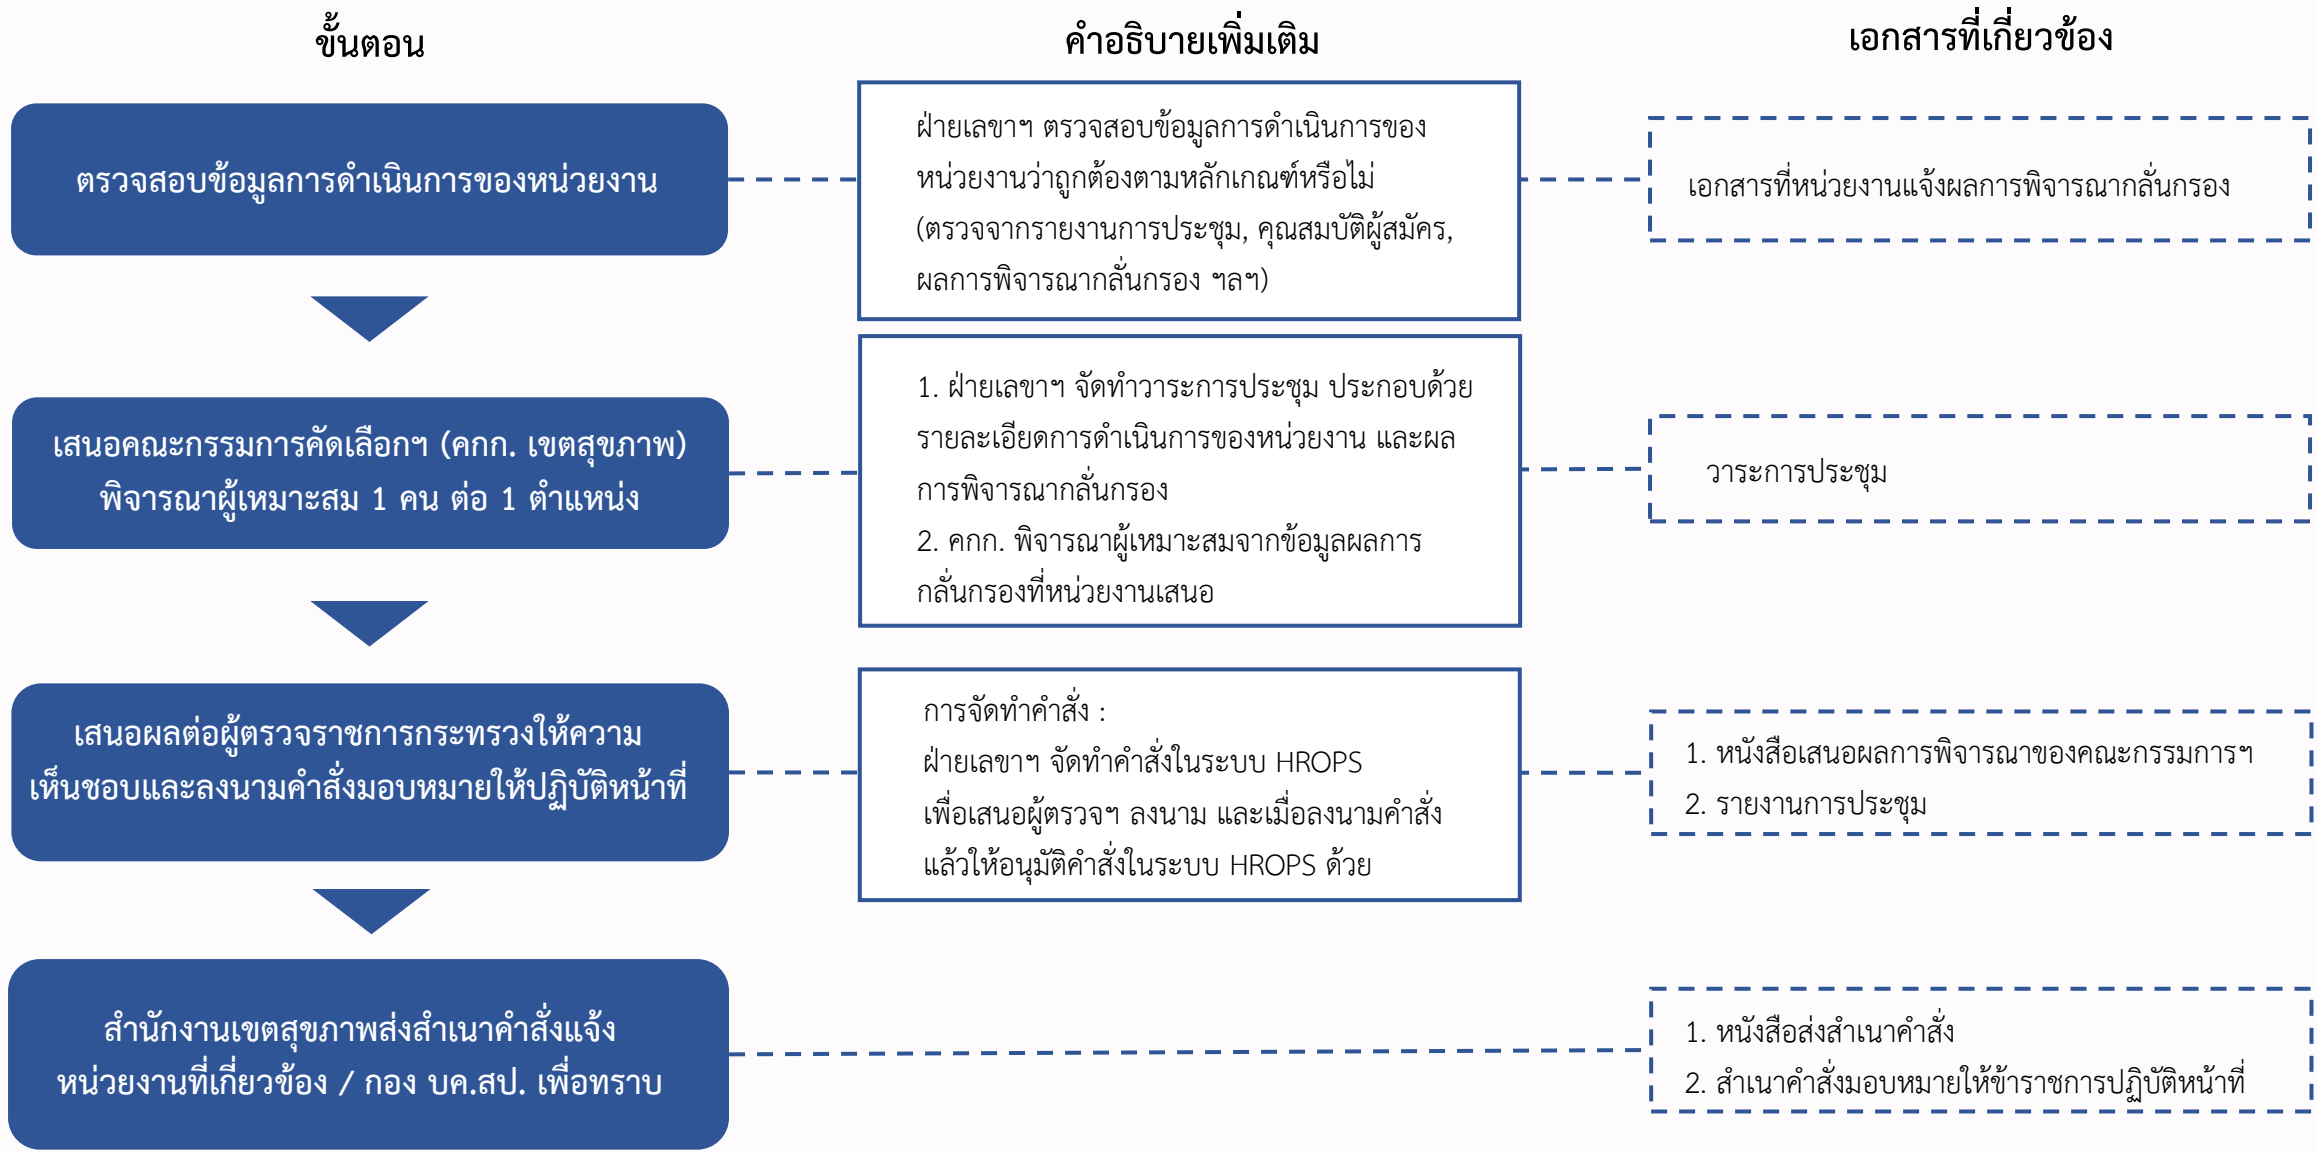 ขั้นตอน
คำอธิบายเพิ่มเติม
เอกสารที่เกี่ยวข้อง
ตรวจสอบข้อมูลการดำเนินการของหน่วยงาน
ฝ่ายเลขาฯ ตรวจสอบข้อมูลการดำเนินการของ
หน่วยงานว่าถูกต้องตามหลักเกณฑ์หรือไม่
(ตรวจจากรายงานการประชุม, คุณสมบัติผู้สมัคร,
ผลการพิจารณากลั่นกรอง ฯลฯ)
เอกสารที่หน่วยงานแจ้งผลการพิจารณากลั่นกรอง
เสนอคณะกรรมการคัดเลือกฯ (คกก. เขตสุขภาพ)
พิจารณาผู้เหมาะสม 1 คน ต่อ 1 ตำแหน่ง
1. ฝ่ายเลขาฯ จัดทำวาระการประชุม ประกอบด้วย
รายละเอียดการดำเนินการของหน่วยงาน และผล
การพิจารณากลั่นกรอง
2. คกก. พิจารณาผู้เหมาะสมจากข้อมูลผลการ
กลั่นกรองที่หน่วยงานเสนอ
วาระการประชุม
เสนอผลต่อผู้ตรวจราชการกระทรวงให้ความ
เห็นชอบและลงนามคำสั่งมอบหมายให้ปฏิบัติหน้าที่
การจัดทำคำสั่ง :
ฝ่ายเลขาฯ จัดทำคำสั่งในระบบ HROPS
เพื่อเสนอผู้ตรวจฯ ลงนาม และเมื่อลงนามคำสั่ง
แล้วให้อนุมัติคำสั่งในระบบ HROPS ด้วย
1. หนังสือเสนอผลการพิจารณาของคณะกรรมการฯ
2. รายงานการประชุม
สำนักงานเขตสุขภาพส่งสำเนาคำสั่งแจ้ง
หน่วยงานที่เกี่ยวข้อง / กอง บค.สป. เพื่อทราบ
1. หนังสือส่งสำเนาคำสั่ง
2. สำเนาคำสั่งมอบหมายให้ข้าราชการปฏิบัติหน้าที่